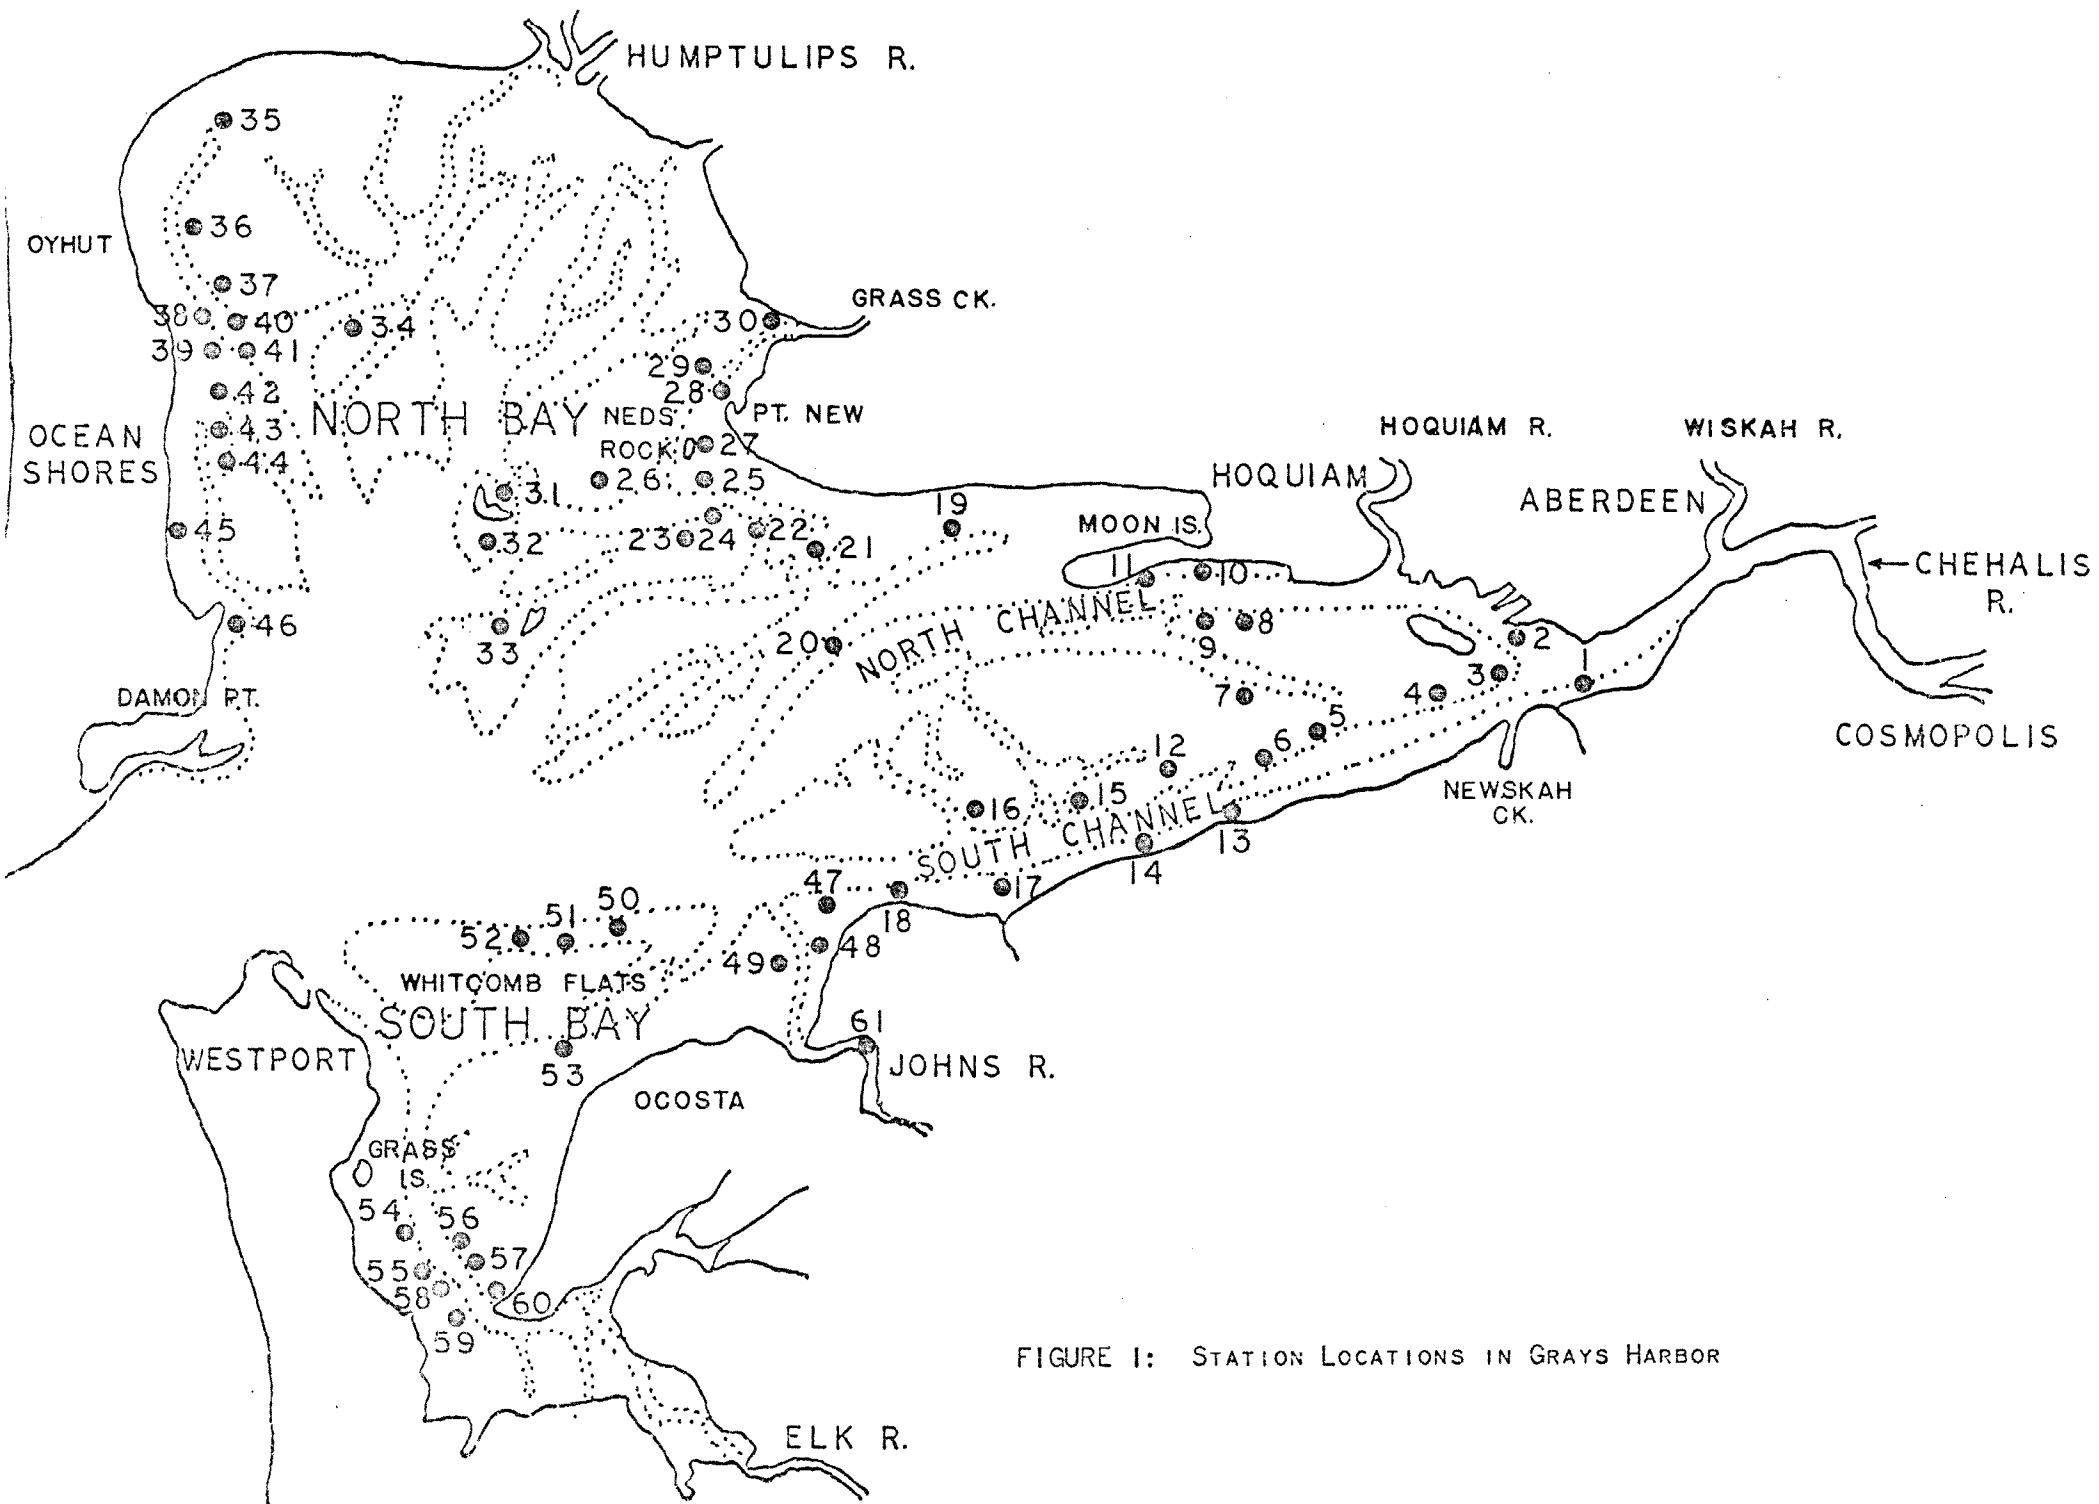 HUMPTULIPS R.
35
36
OYHUT
37
GRASS CK.
38
40
34
30
39
41
29
28
42
NORTH BAY
NEDS
ROCK
PT. NEW
43
27
HOQUIAM R.
WISKAH R.
OCEAN
SHORES
44
HOQUIAM
ABERDEEN
26
25
31
19
MOON IS.
45
32
23
24
22
21
11
10
CHEHALIS
R.
46
33
20
NORTH CHANNEL
9
8
2
1
3
DAMON PT.
7
4
5
6
12
COSMOPOLIS
16
15
NEWSKAH
CK.
SOUTH CHANNEL
13
14
47
18
17
50
51
52
48
49
WHITCOMB FLATS
SOUTH BAY
61
WESTPORT
53
JOHNS R.
OCOSTA
GRASS
IS.
54
56
57
55
58
60
59
FIGURE 1: STATION LOCATIONS IN GRAYS HARBOR
ELK R.